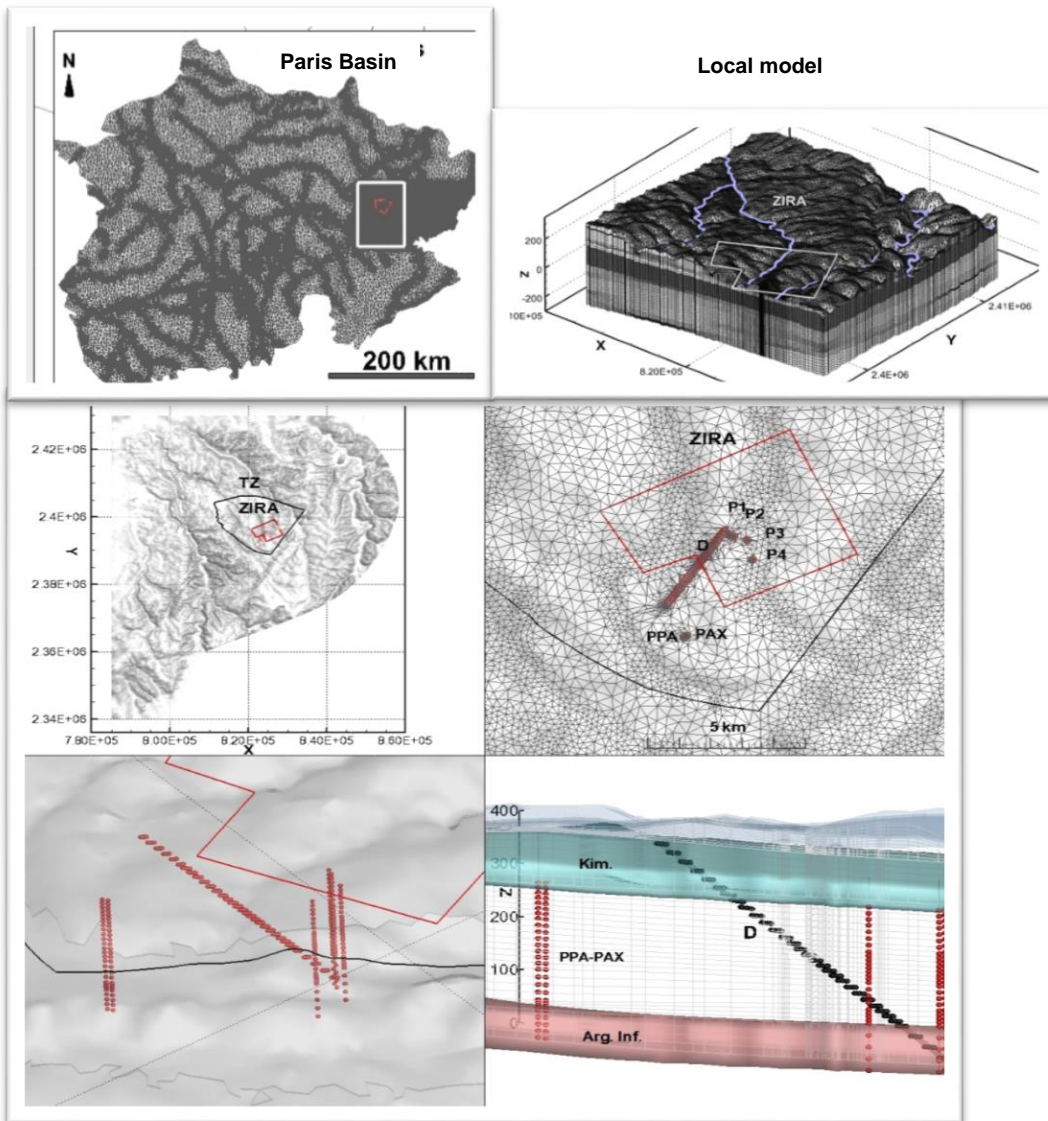 Paris Basin
N
200 km
Local model
ZIRA
200
0
-200
Z
10E+05
X
8.20E+05
Y
2.4E+06
2.41E+06
2.42E+06
2.4E+06
2.38E+06
2.36E+06
2.34E+06
Y
TZ
ZIRA
7.80E+05 8.00E+05 8.20E+05 8.40E+05 8.60E+05
X
ZIRA
P1
P2
P3
D
P4
PPA PAX
5 km
400
300
Z
200
100
0
Kim.
D
PPA-PAX
Arg. Inf.